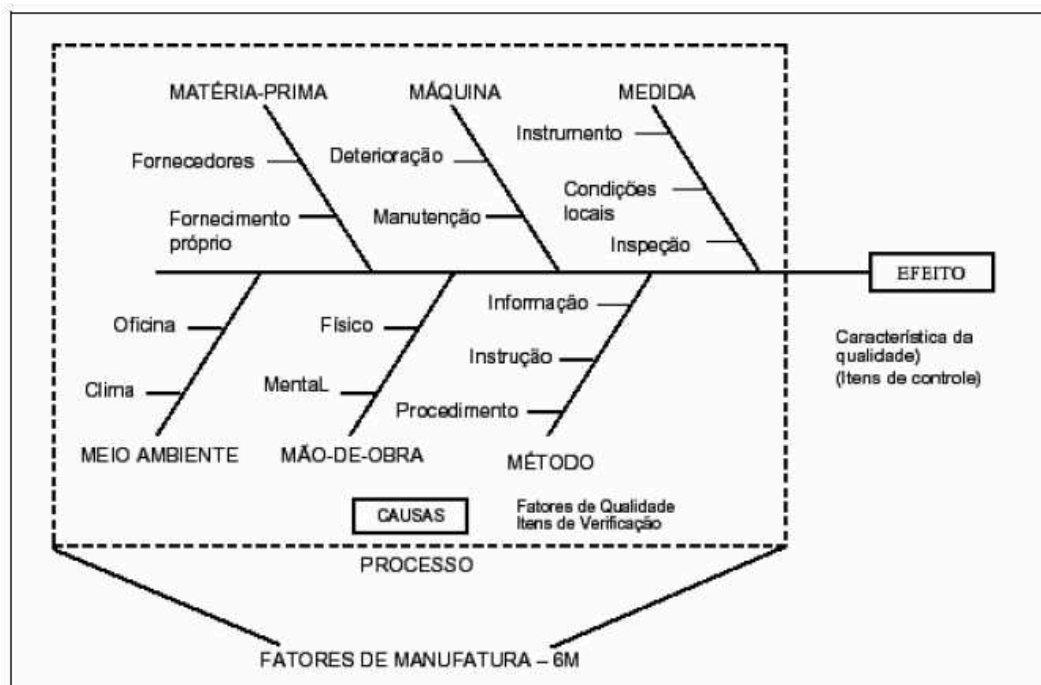 MATÉRIA-PRIMA
MÁQUINA
MEDIDA
Fornecedores
Fornecimento
próprio
Deterioração
Manutenção
Instrumento
Condições
locais
Inspeção
EFEITO
Característica da
qualidade)
(Itens de controle)
Oficina
Clima
MEIO AMBIENTE
Físico
MentaL
MÃO-DE-OBRA
Informação
Instrução
Procedimento
MÉTODO
CAUSAS
Fatores de Qualidade
Itens de Verificação
PROCESSO
FATORES DE MANUFATURA – 6M